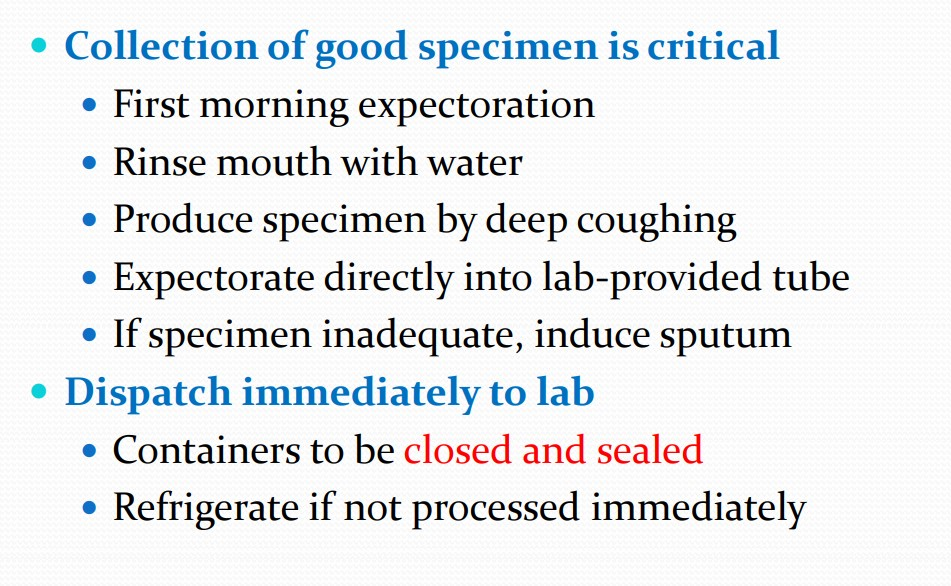 Collection of good specimen is critical
First morning expectoration
Rinse mouth with water
Produce specimen by deep coughing
Expectorate directly into lab-provided tube
If specimen inadequate, induce sputum
Dispatch immediately to lab
Containers to be closed and sealed
Refrigerate if not processed immediately